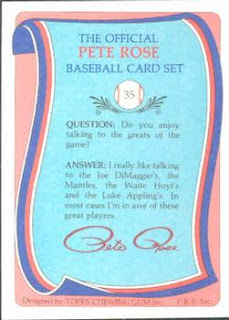 THE OFFICIAL
PETE ROSE
BASEBALL CARD SET
35
QUESTION: Do you enjoy
talking to the greats of the
game?
ANSWER: I really like talking
to the Joe DiMaggio's, the
Mantles, the Waite Hoyt's
and the Luke Appling's. In
most cases I'm in awe of these
great players.
Pete Rose
Designed by TOPPS CHEWING GUM Inc. P.R.E. Inc.